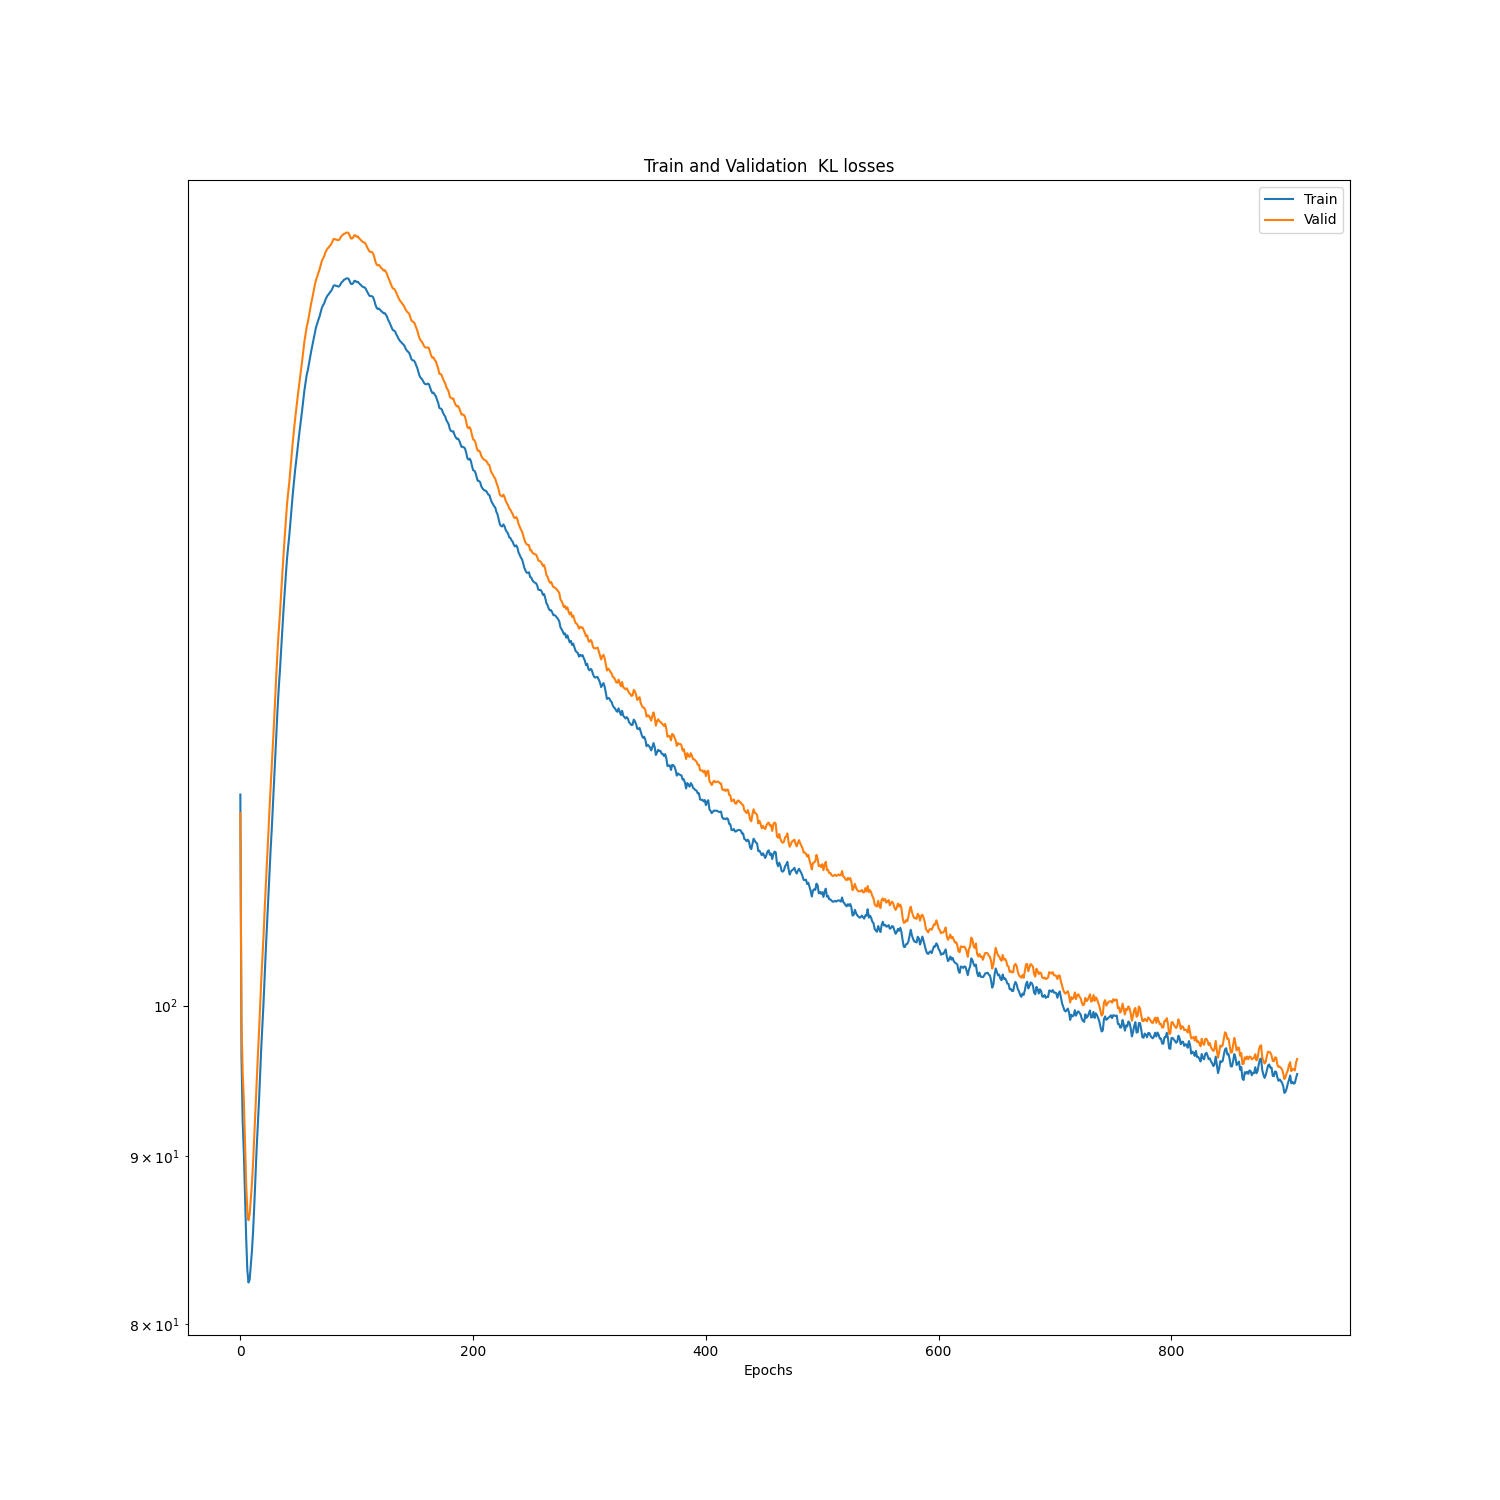 Train and Validation  KL losses
Train
Valid
10²
9 × 10¹
8 × 10¹
0 200 400 600 800
Epochs